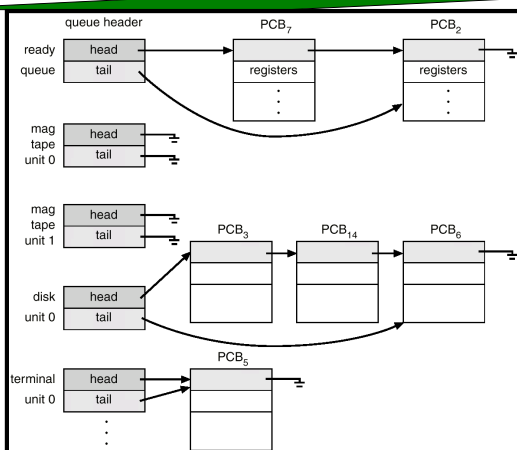 queue header
PCB7
PCB2
ready
queue
head
tail
registers
registers
mag
tape
unit 0
head
tail
mag
tape
unit 1
head
tail
PCB3
PCB14
PCB6
disk
unit 0
head
tail
PCB5
terminal
unit 0
head
tail